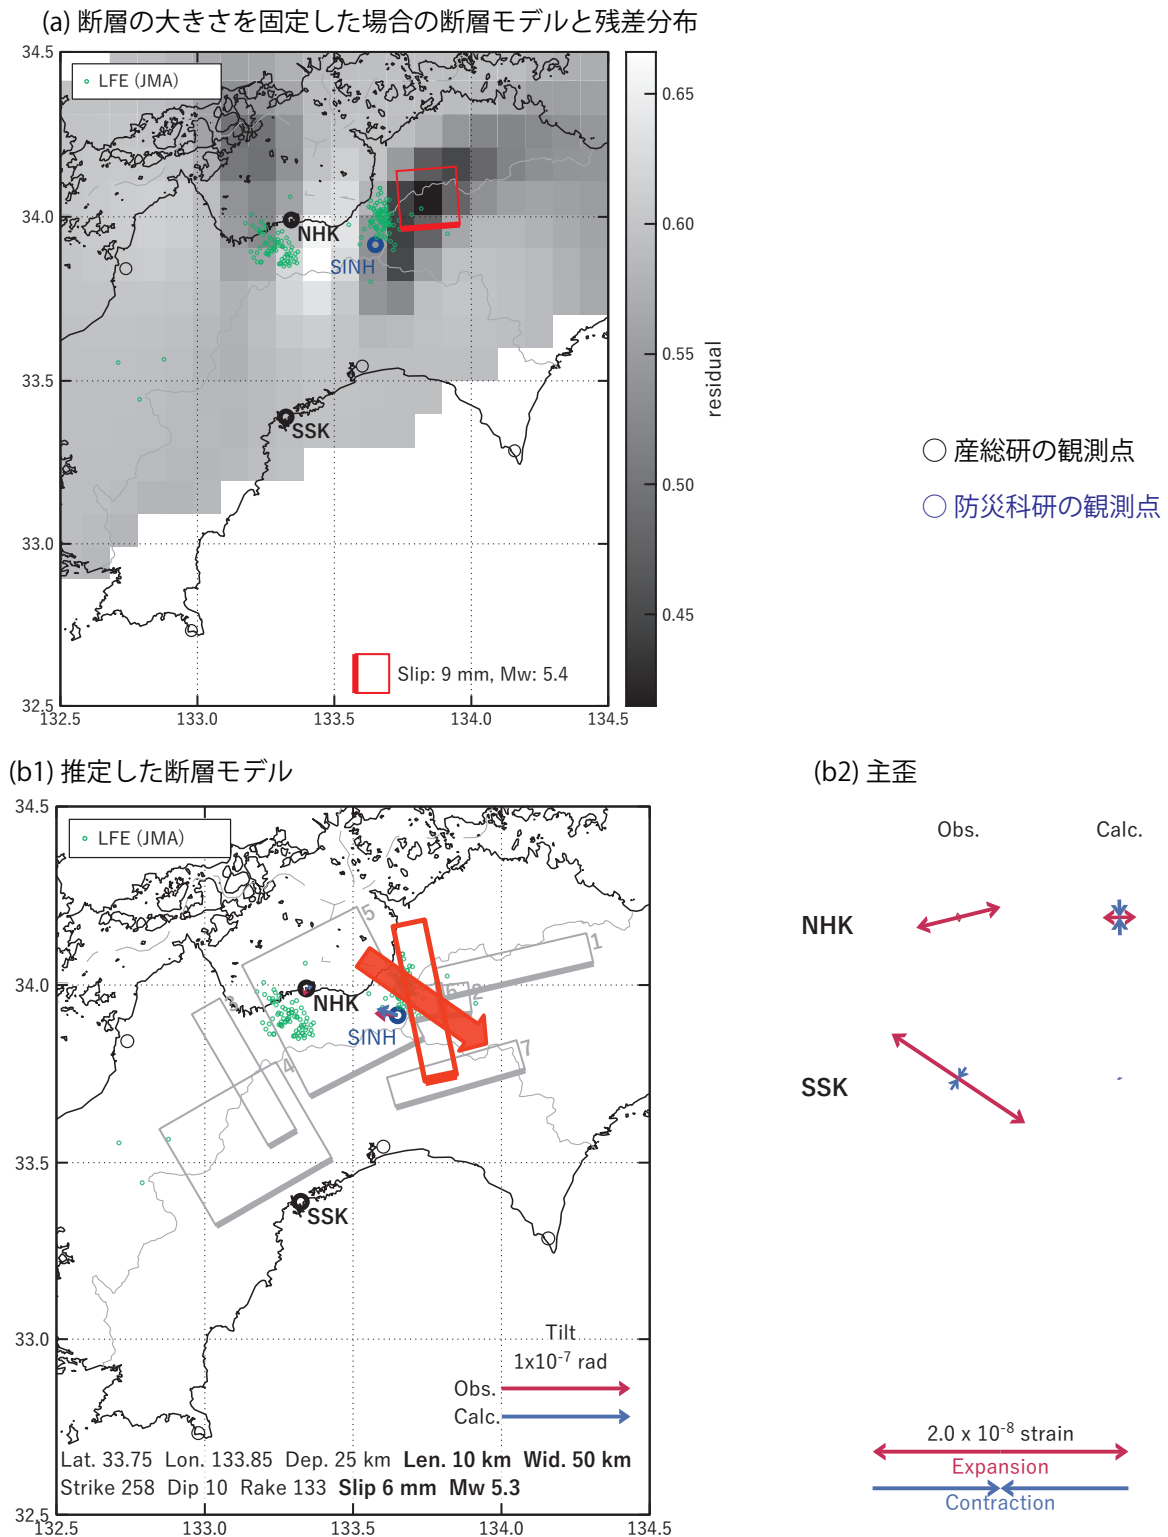 (a) 断層の大きさを固定した場合の断層モデルと残差分布
34.5
LFE (JMA)
0.65
34.0
NHK
SINH
0.60
0.55
33.5
residual
SSK
0.50
33.0
0.45
Slip: 9 mm, Mw: 5.4
32.5
132.5 133.0 133.5 134.0 134.5
○ 産総研の観測点
○ 防災科研の観測点
(b1) 推定した断層モデル
34.5
LFE (JMA)
5
1
34.0
NHK
6
2
3
SINH
7
4
33.5
SSK
33.0
Tilt
1x10⁻⁷ rad
Obs.
Calc.
Lat. 33.75 Lon. 133.85 Dep. 25 km Len. 10 km Wid. 50 km
Strike 258 Dip 10 Rake 133 Slip 6 mm Mw 5.3
32.5
132.5 133.0 133.5 134.0 134.5
(b2) 主歪
Obs. Calc.
NHK
SSK
2.0 x 10⁻⁸ strain
Expansion
Contraction